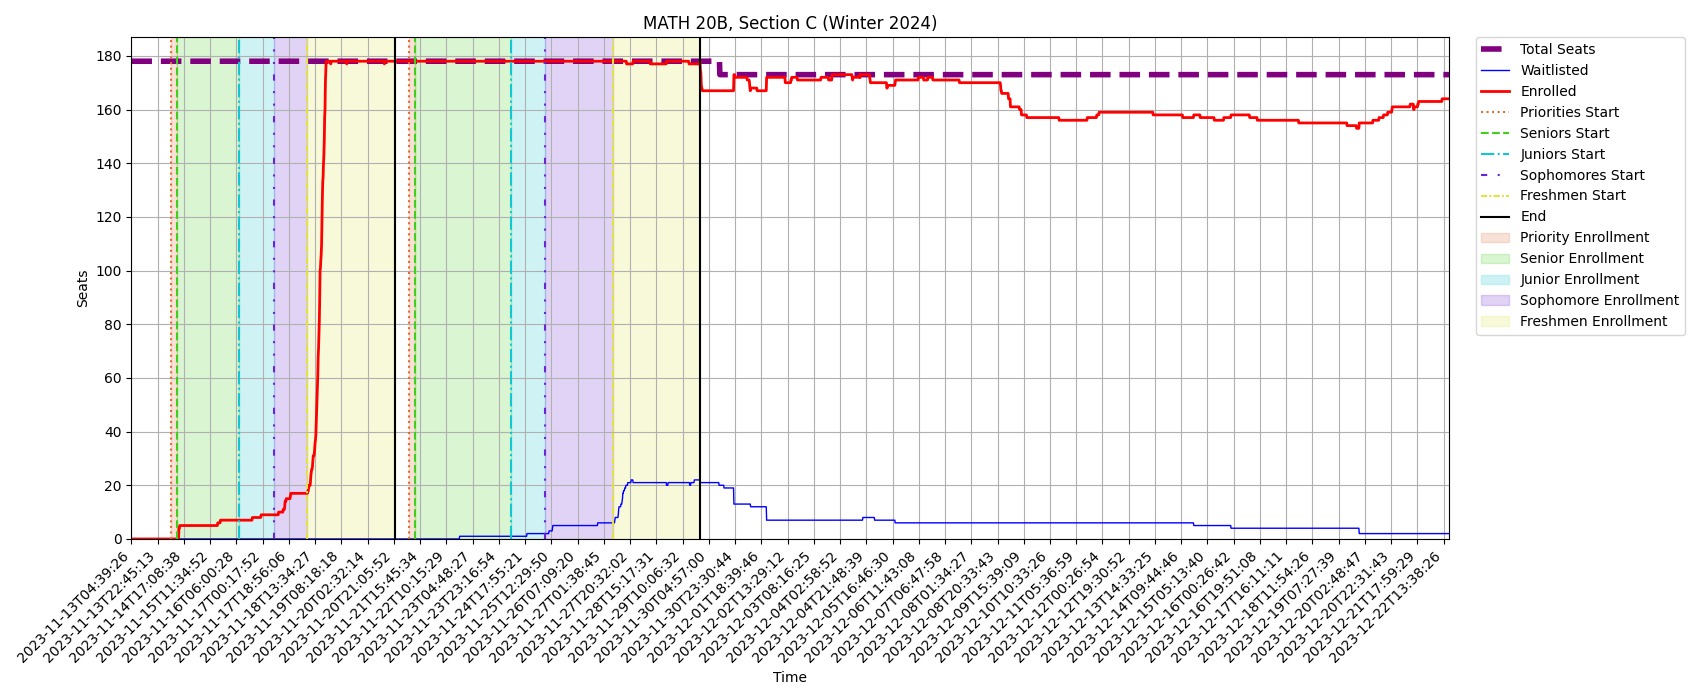 MATH 20B, Section C (Winter 2024)
Seats
180
160
140
120
100
80
60
40
20
0
2023-11-13T04:39:26
2023-11-13T22:45:13
2023-11-14T17:08:38
2023-11-15T11:34:52
2023-11-16T06:00:28
2023-11-17T00:17:52
2023-11-17T18:56:06
2023-11-18T13:34:27
2023-11-19T08:18:18
2023-11-20T02:32:14
2023-11-20T21:05:52
2023-11-21T15:45:34
2023-11-22T10:15:29
2023-11-23T04:48:27
2023-11-23T23:16:54
2023-11-24T17:55:21
2023-11-25T12:29:50
2023-11-26T07:09:20
2023-11-27T01:38:45
2023-11-27T20:32:02
2023-11-28T15:17:31
2023-11-29T10:06:32
2023-11-30T04:57:00
2023-11-30T23:30:44
2023-12-01T18:39:46
2023-12-02T13:29:12
2023-12-03T08:16:25
2023-12-04T02:58:52
2023-12-04T21:48:39
2023-12-05T16:46:30
2023-12-06T11:43:08
2023-12-07T06:47:58
2023-12-08T01:34:27
2023-12-08T20:33:43
2023-12-09T15:39:09
2023-12-10T10:33:26
2023-12-11T05:36:59
2023-12-12T00:26:54
2023-12-12T19:30:52
2023-12-13T14:33:25
2023-12-14T09:44:46
2023-12-15T05:13:40
2023-12-16T00:26:42
2023-12-16T19:51:08
2023-12-17T16:11:11
2023-12-18T11:54:26
2023-12-19T07:27:39
2023-12-20T02:48:47
2023-12-20T22:31:43
2023-12-21T17:59:29
2023-12-22T13:38:26
Time
Total Seats
Waitlisted
Enrolled
Priorities Start
Seniors Start
Juniors Start
Sophomores Start
Freshmen Start
End
Priority Enrollment
Senior Enrollment
Junior Enrollment
Sophomore Enrollment
Freshmen Enrollment